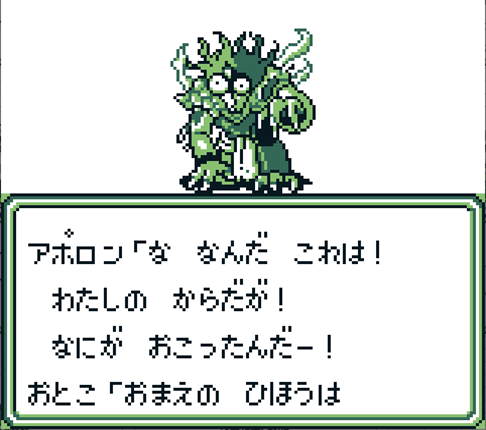 アポロン「な なんだ これは!
わたしの からだが!
なにが おこったんだー!
おとこ「おまえの ひほうは